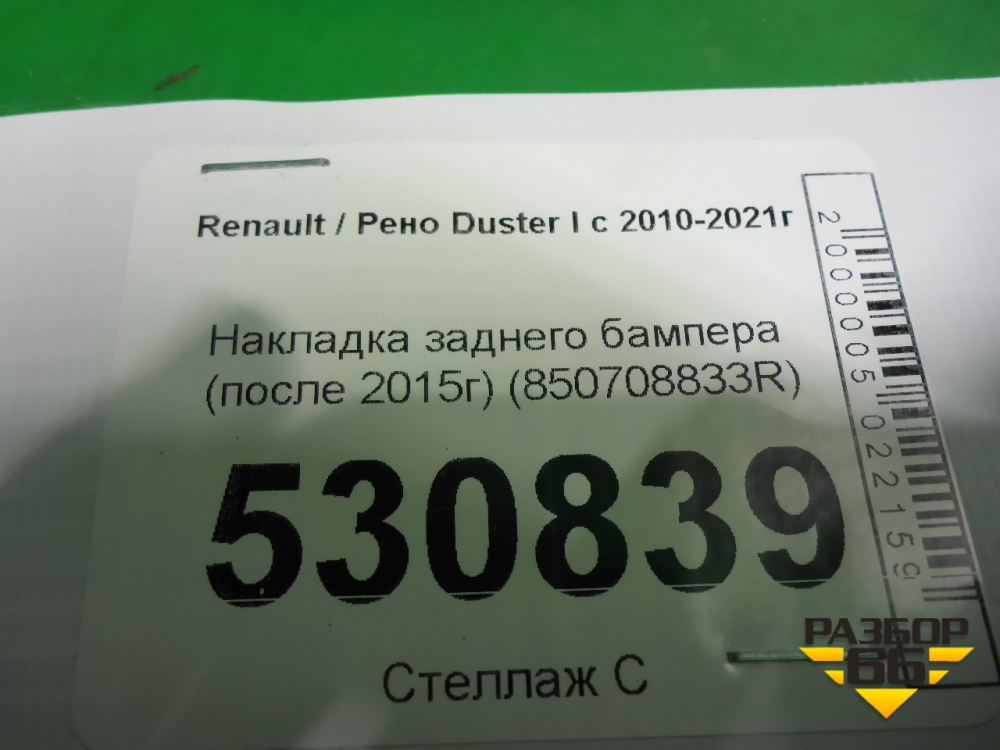 Renault / Рено Duster I с 2010-2021г
Накладка заднего бампера
(после 2015г) (850708833R)
530839
Стеллаж С
2000005022159
РАЗБОР
66